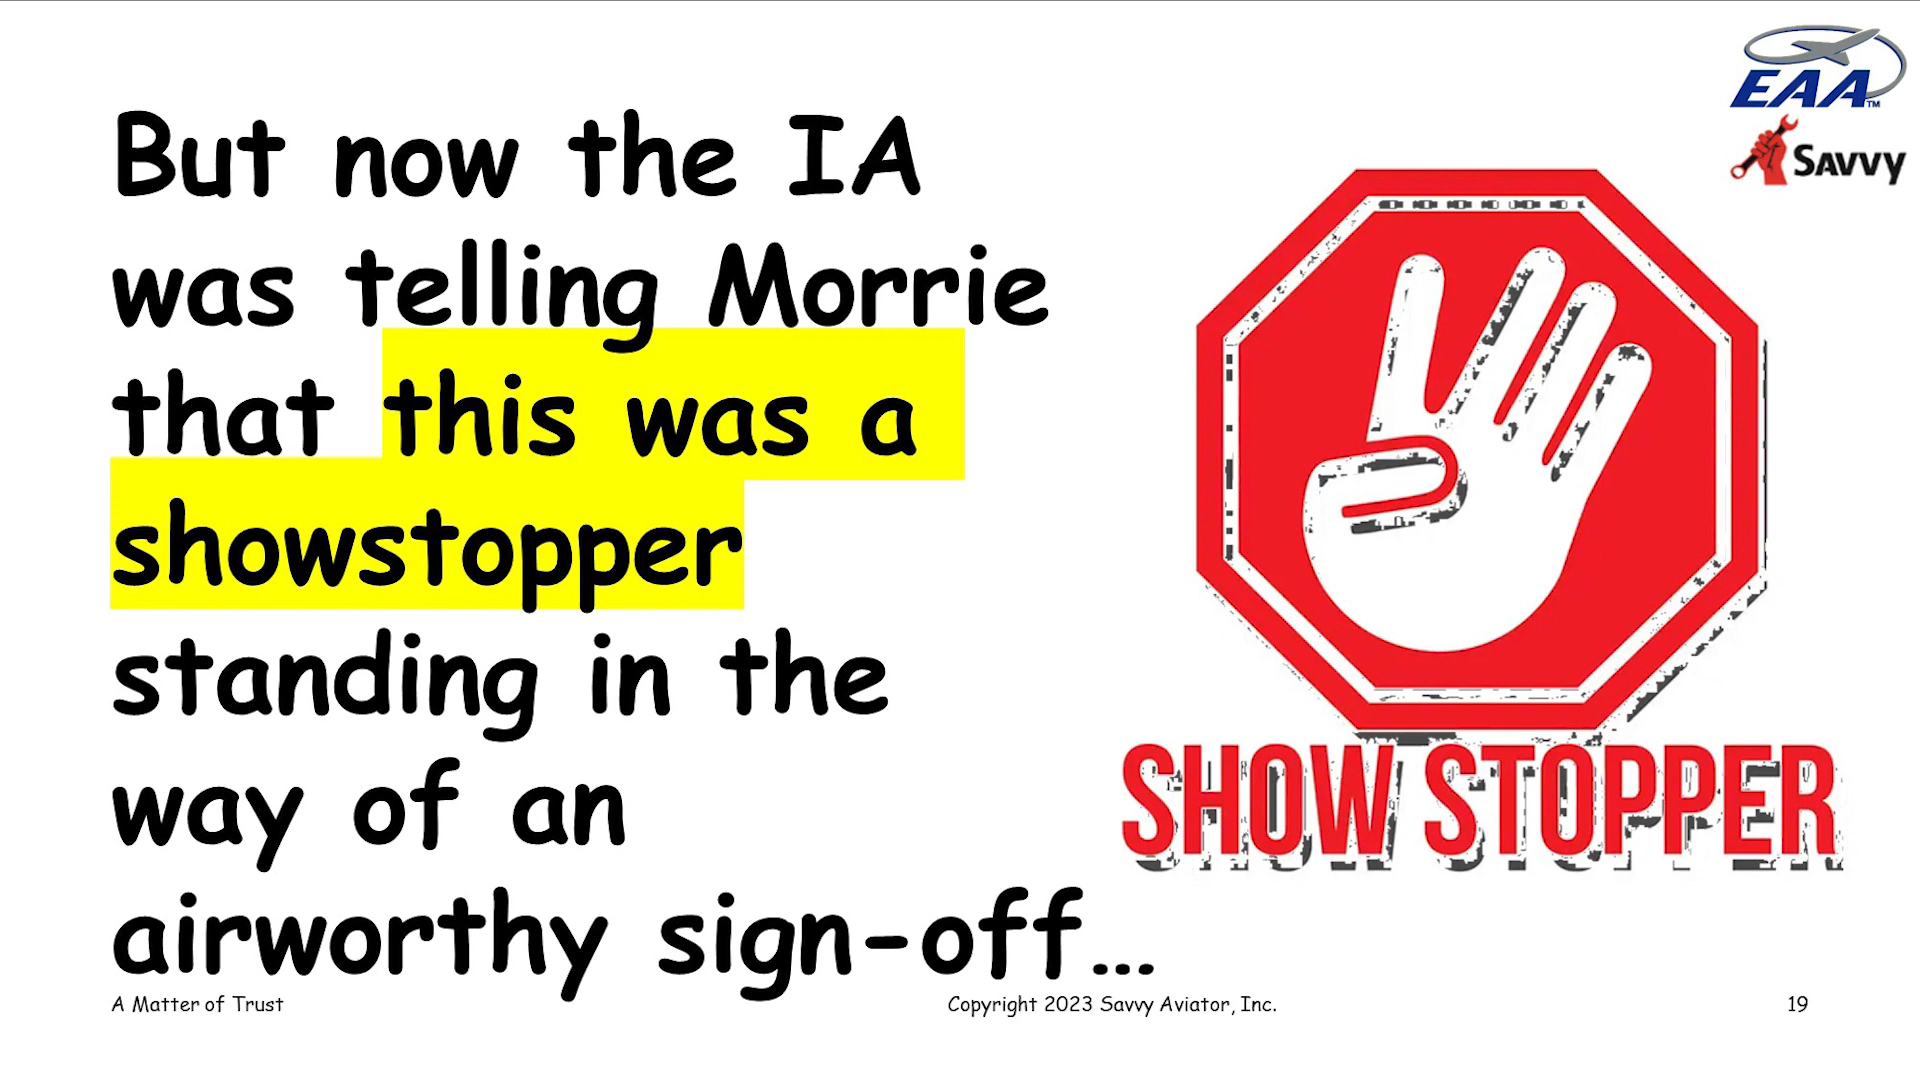 EAA™
SAVVY
But now the IA
was telling Morrie
that this was a
showstopper
standing in the
way of an
airworthy sign-off...
SHOW STOPPER
A Matter of Trust
Copyright 2023 Savvy Aviator, Inc.
19